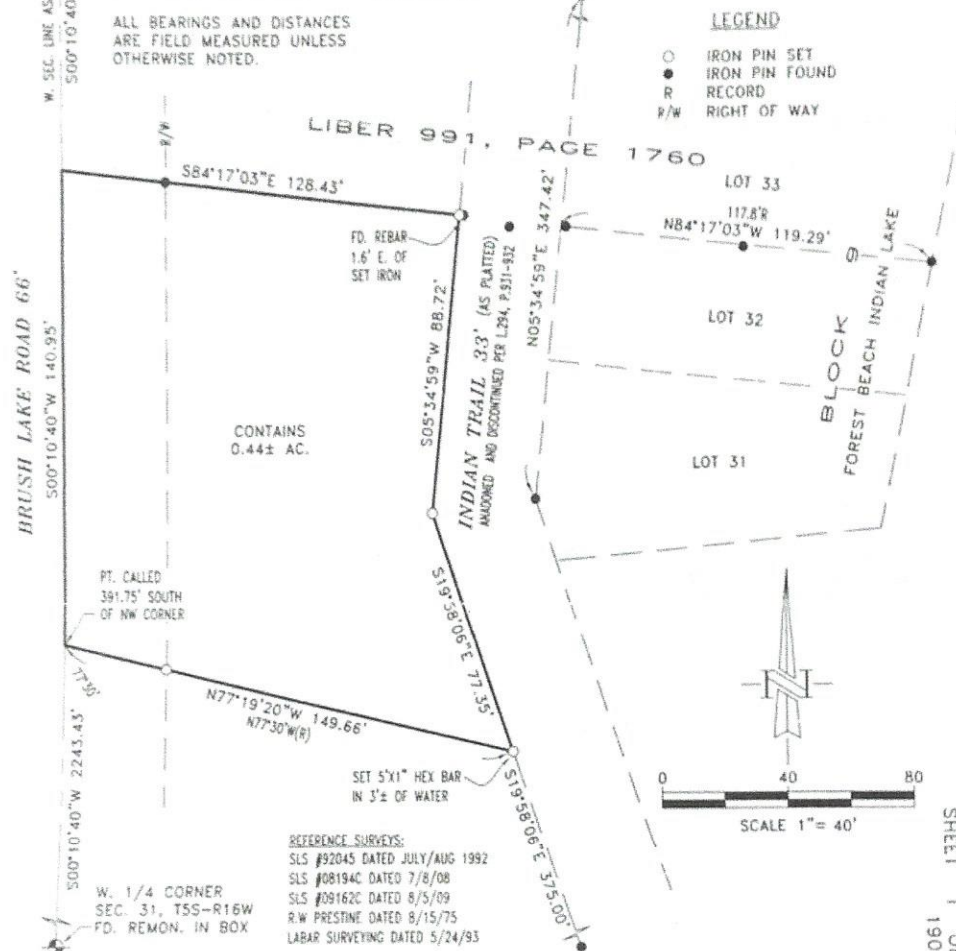 W. SEC. LINE AS
S00°10'40
ALL BEARINGS AND DISTANCES
ARE FIELD MEASURED UNLESS
OTHERWISE NOTED.
LEGEND
IRON PIN SET
IRON PIN FOUND
R RECORD
R/W RIGHT OF WAY
R/W
LIBER 991, PAGE 1760
S84°17'03"E 128.43'
LOT 33
117.8'R
N84°17'03"W 119.29'
FD. REBAR
1.6' E. OF
SET IRON
BRUSH LAKE ROAD 66'
S00°10'40"W 140.95'
S05°34'59"W 88.72'
INDIAN TRAIL 33' (AS PLATTED)
ANADOMED AND DISCONTINUED PER L.294, P.931-932
N05°34'59"E 347.42'
LOT 32
BLOCK 9
FOREST BEACH INDIAN LAKE
CONTAINS
0.44± AC.
LOT 31
PT. CALLED
391.75' SOUTH
OF NW CORNER
77°30'
S19°58'06"E 77.35'
N77°19'20"W 149.66'
N77°30'W(R)
N
SET 5'X1" HEX BAR
IN 3'± OF WATER
S19°58'06"E 375.00'
0 40 80
SCALE 1"= 40'
S00°10'40"W 2243.43'
REFERENCE SURVEYS:
SLS #92045 DATED JULY/AUG 1992
SLS #08194C DATED 7/8/08
SLS #09162C DATED 8/5/09
R.W PRESTINE DATED 8/15/75
LABAR SURVEYING DATED 5/24/93
W. 1/4 CORNER
SEC. 31, T5S-R16W
FD. REMON. IN BOX
SHEET 1
190